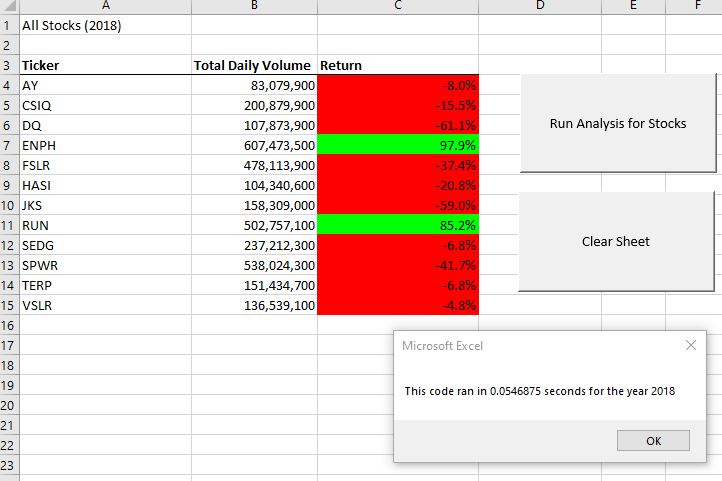 A B C D E F
1 All Stocks (2018)
2
3 Ticker Total Daily Volume Return
4 AY 83,079,900 -8.0%
5 CSIQ 200,879,900 -15.5%
6 DQ 107,873,900 -61.1%
7 ENPH 607,473,500 97.9%
8 FSLR 478,113,900 -37.4%
9 HASI 104,340,600 -20.8%
10 JKS 158,309,000 -59.0%
11 RUN 502,757,100 85.2%
12 SEDG 237,212,300 -6.8%
13 SPWR 538,024,300 -41.7%
14 TERP 151,434,700 -6.8%
15 VSLR 136,539,100 -4.8%
16
17
18
19
20
21
22
23
Run Analysis for Stocks
Clear Sheet
Microsoft Excel
This code ran in 0.0546875 seconds for the year 2018
OK